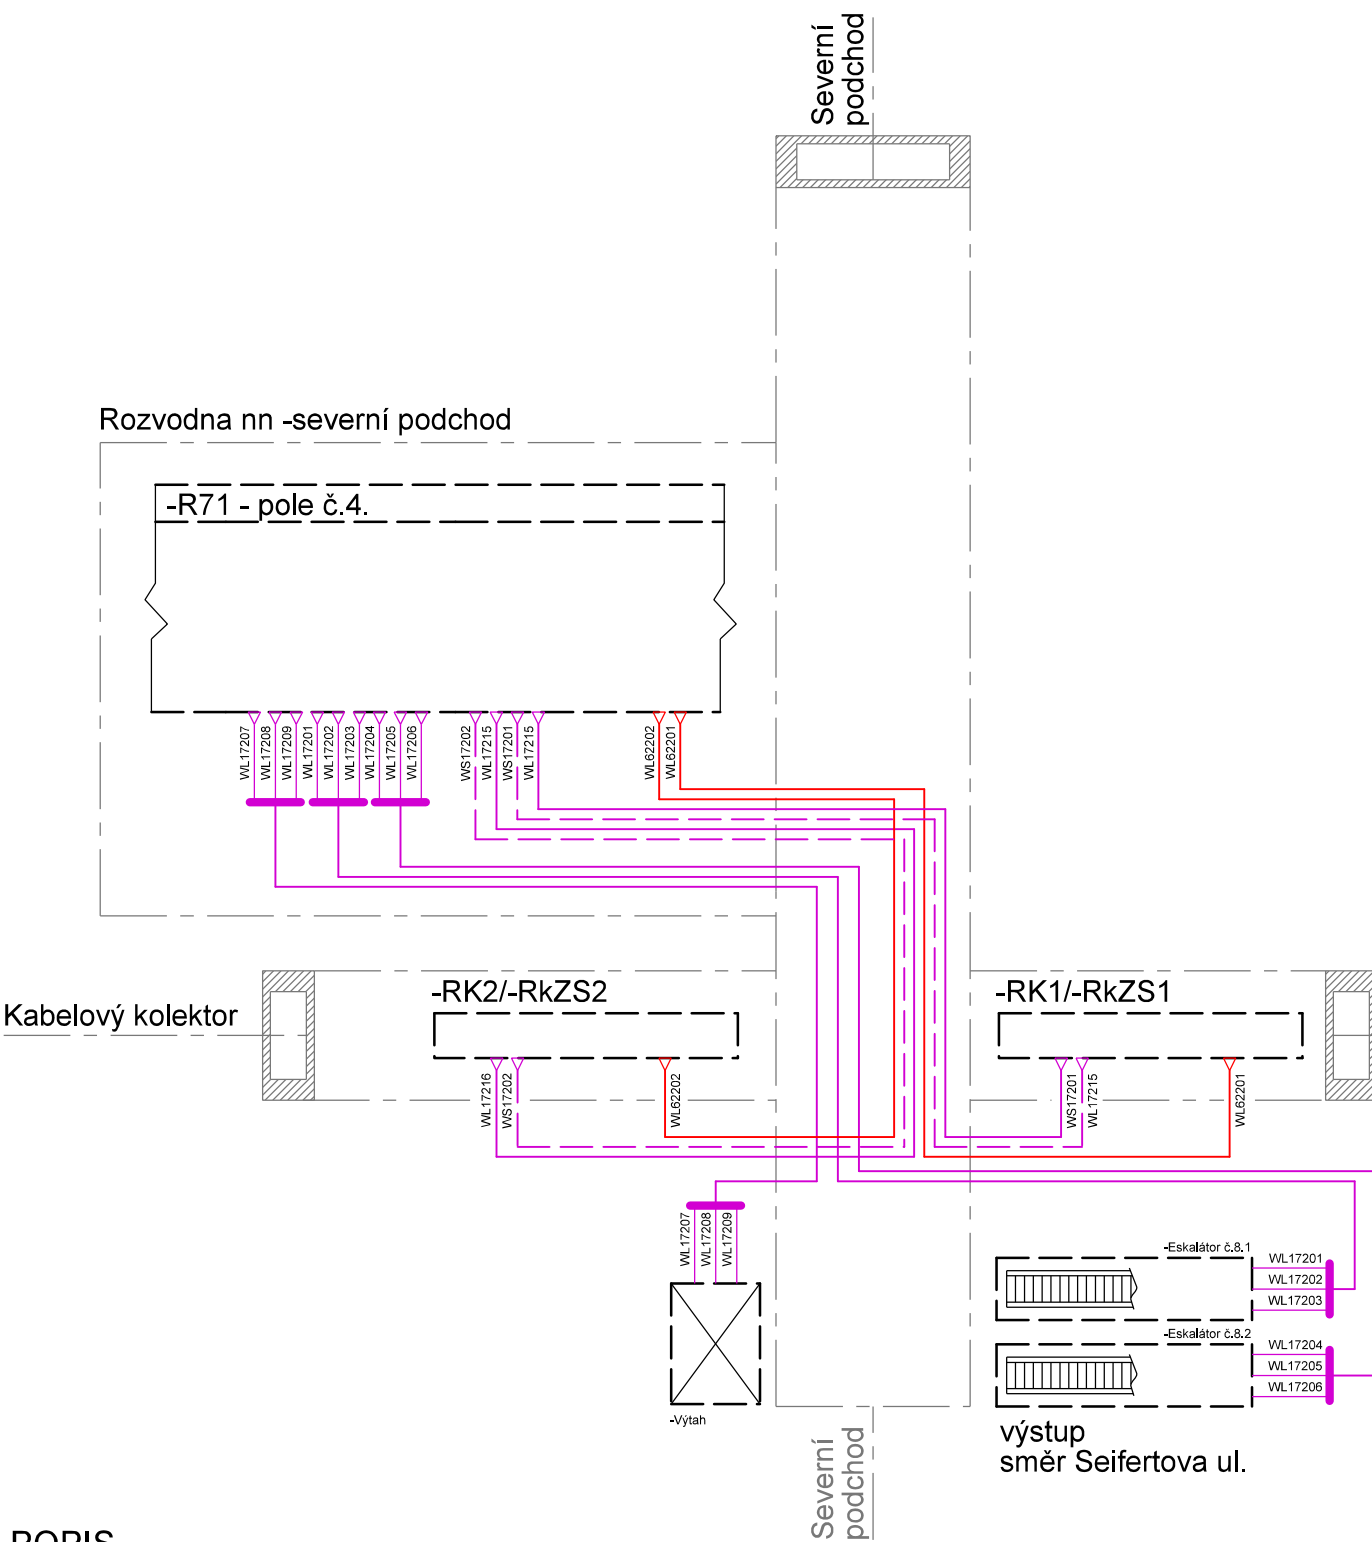 Severní
podchod
Rozvodna nn -severní podchod
-R71 - pole č.4.
WL17207
WL17208
WL17209
WL17201
WL17202
WL17203
WL17204
WL17205
WL17206
WS17202
WL17215
WS17201
WL17215
WL62202
WL62201
Kabelový kolektor
-RK2/-RkZS2
-RK1/-RkZS1
WL17216
WS17202
WL62202
WS17201
WL17215
WL62201
WL17207
WL17208
WL17209
-Výtah
-Eskalátor č.8.1
WL17201
WL17202
WL17203
-Eskalátor č.8.2
WL17204
WL17205
WL17206
výstup
směr Seifertova ul.
Severní
podchod
POPIS